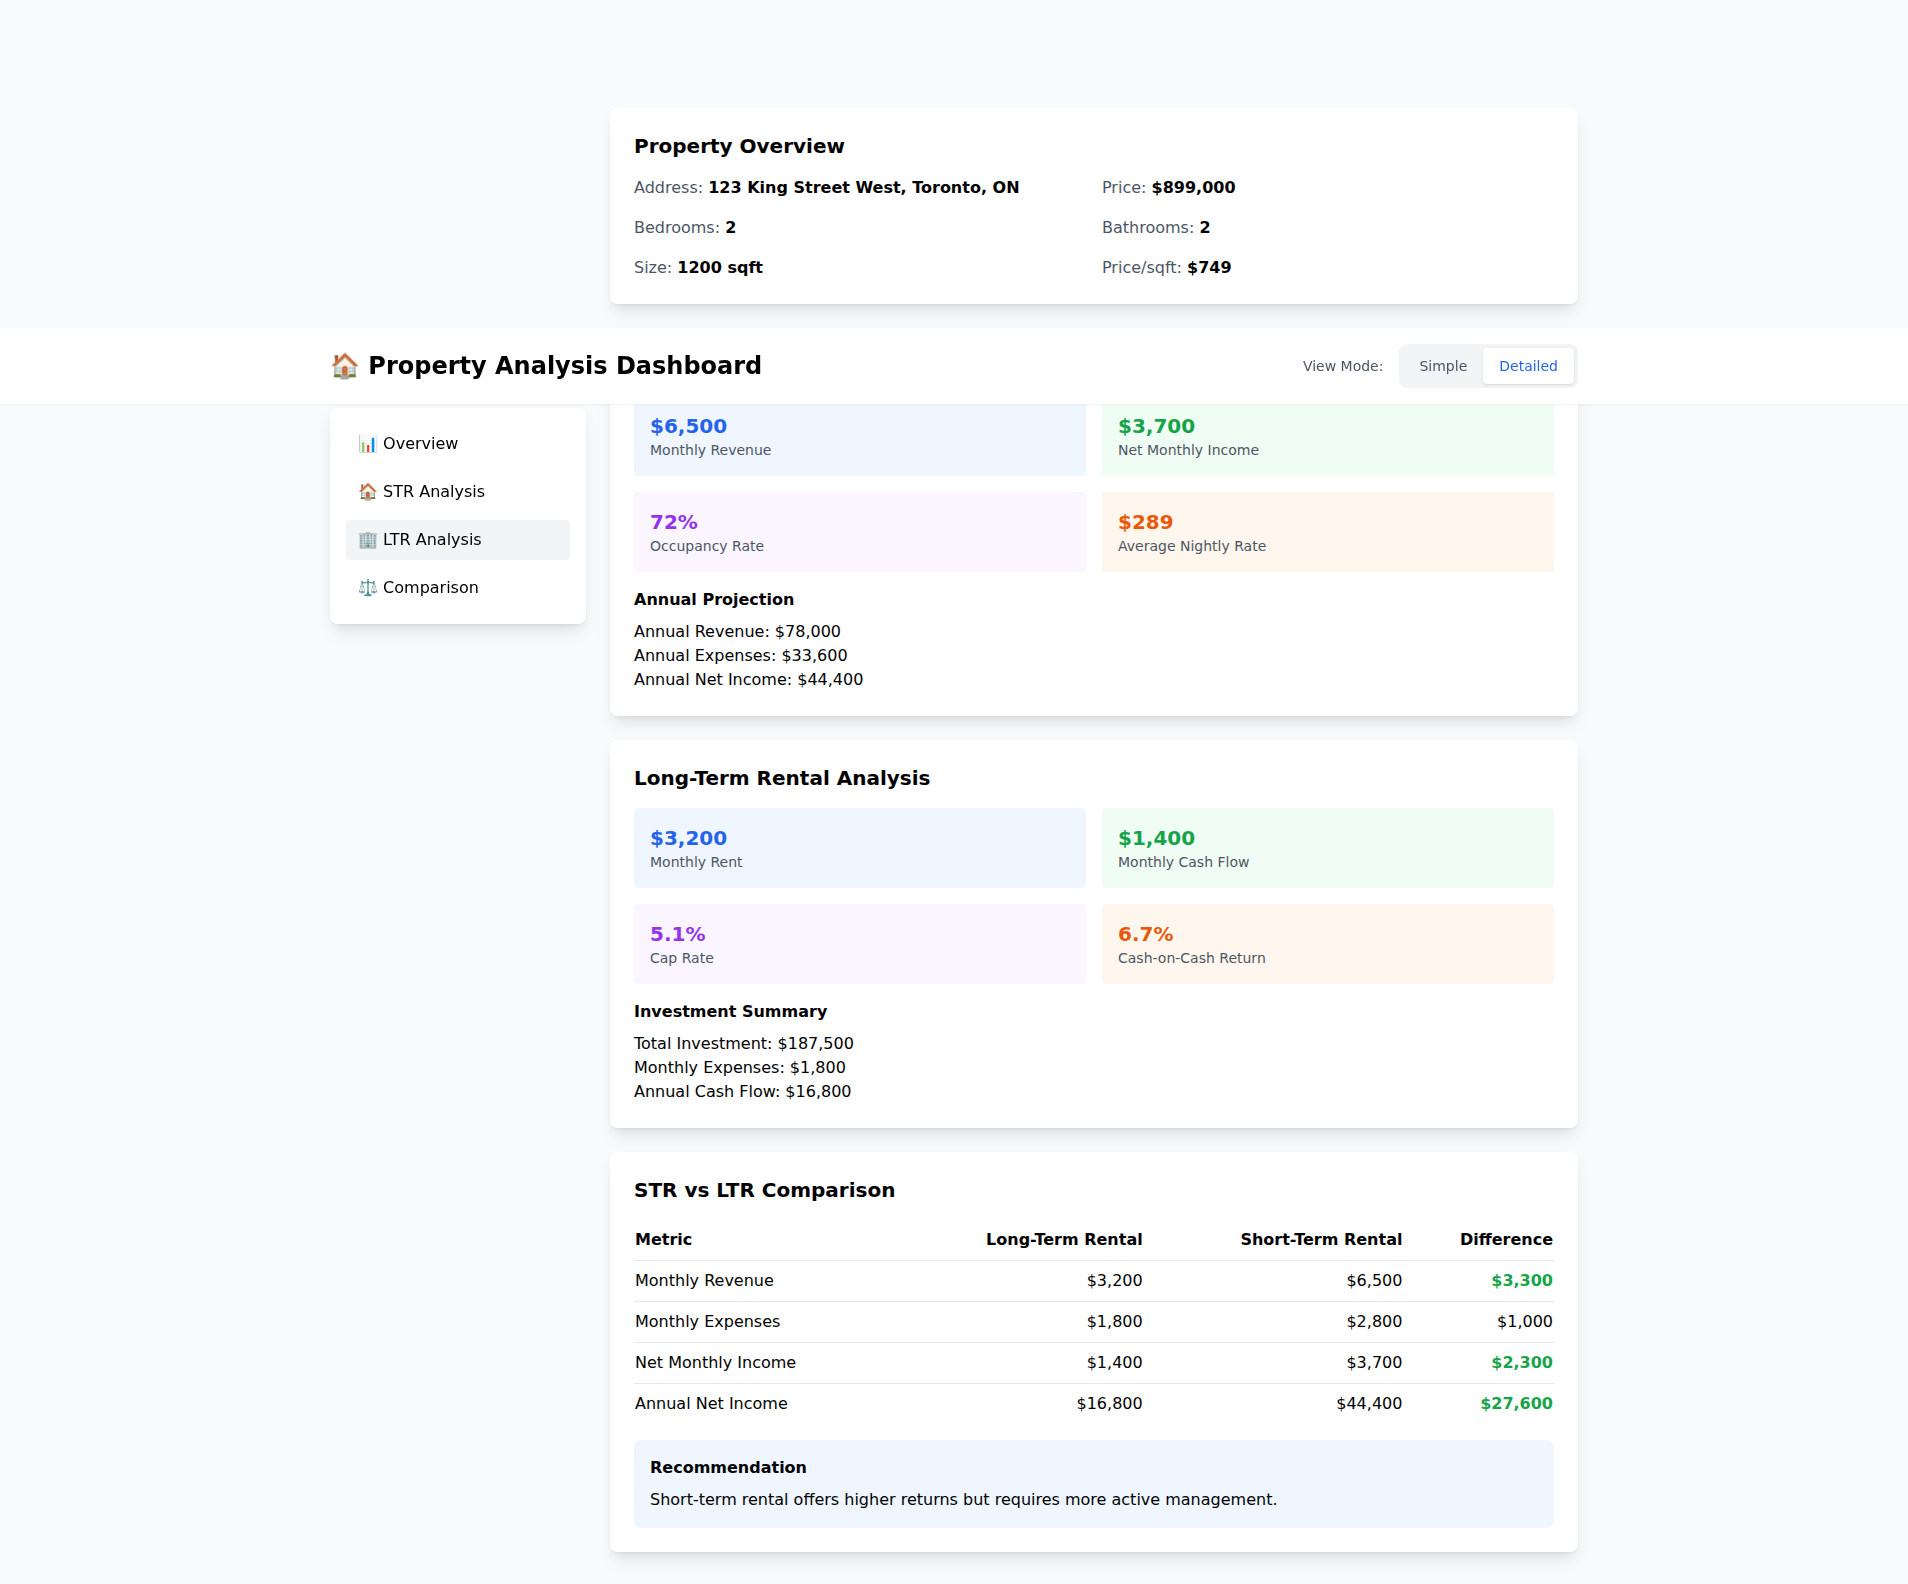 Property Overview
Address: 123 King Street West, Toronto, ON
Price: $899,000
Bedrooms: 2
Bathrooms: 2
Size: 1200 sqft
Price/sqft: $749
🏠 Property Analysis Dashboard
View Mode: Simple Detailed
📊 Overview
🏠 STR Analysis
🏢 LTR Analysis
⚖️ Comparison
$6,500
Monthly Revenue
$3,700
Net Monthly Income
72%
Occupancy Rate
$289
Average Nightly Rate
Annual Projection
Annual Revenue: $78,000
Annual Expenses: $33,600
Annual Net Income: $44,400
Long-Term Rental Analysis
$3,200
Monthly Rent
$1,400
Monthly Cash Flow
5.1%
Cap Rate
6.7%
Cash-on-Cash Return
Investment Summary
Total Investment: $187,500
Monthly Expenses: $1,800
Annual Cash Flow: $16,800
STR vs LTR Comparison
Metric Long-Term Rental Short-Term Rental Difference
Monthly Revenue $3,200 $6,500 $3,300
Monthly Expenses $1,800 $2,800 $1,000
Net Monthly Income $1,400 $3,700 $2,300
Annual Net Income $16,800 $44,400 $27,600
Recommendation
Short-term rental offers higher returns but requires more active management.